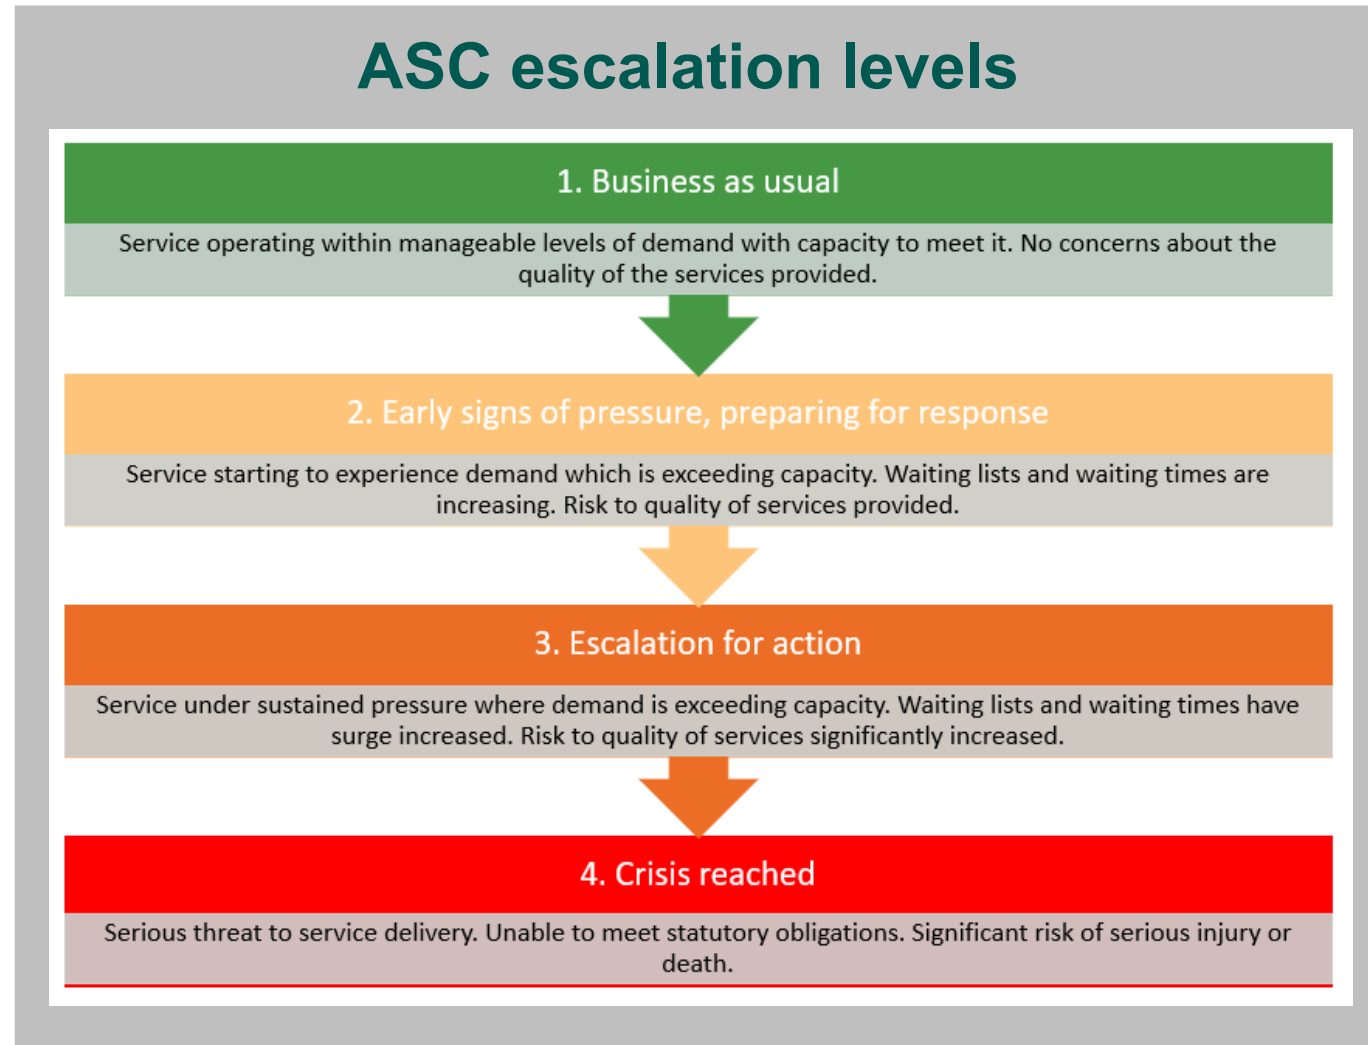 ASC escalation levels
1. Business as usual
Service operating within manageable levels of demand with capacity to meet it. No concerns about the
quality of the services provided.
2. Early signs of pressure, preparing for response
Service starting to experience demand which is exceeding capacity. Waiting lists and waiting times are
increasing. Risk to quality of services provided.
3. Escalation for action
Service under sustained pressure where demand is exceeding capacity. Waiting lists and waiting times have
surge increased. Risk to quality of services significantly increased.
4. Crisis reached
Serious threat to service delivery. Unable to meet statutory obligations. Significant risk of serious injury or
death.